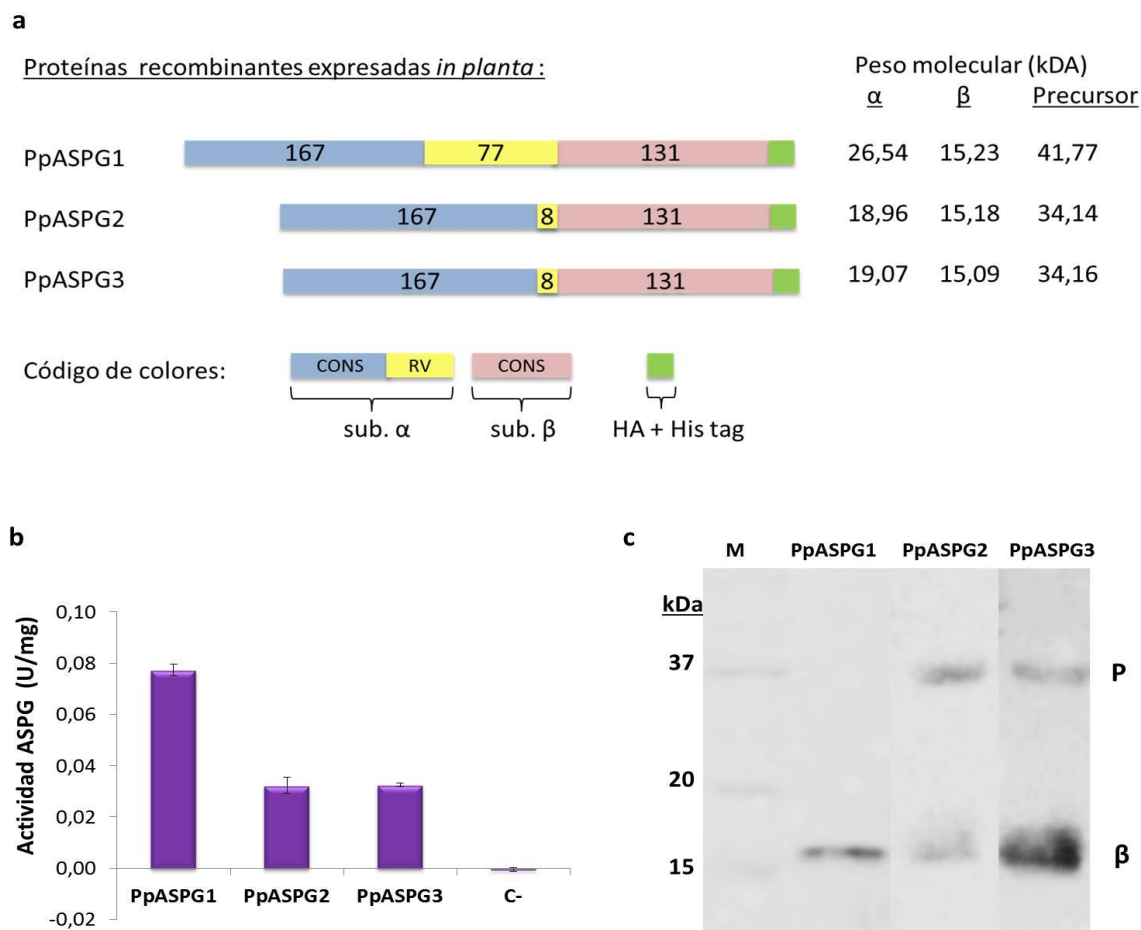 a
Proteínas recombinantes expresadas in planta :
Peso molecular (kDA)
α β Precursor
PpASPG1 167 77 131 26,54 15,23 41,77
PpASPG2 167 8 131 18,96 15,18 34,14
PpASPG3 167 8 131 19,07 15,09 34,16
Código de colores: CONS RV CONS
sub. α sub. β HA + His tag
b
Actividad ASPG (U/mg)
0,10
0,08
0,06
0,04
0,02
0,00
-0,02
PpASPG1 PpASPG2 PpASPG3 C-
c
M PpASPG1 PpASPG2 PpASPG3
kDa
37 P
20
15 β